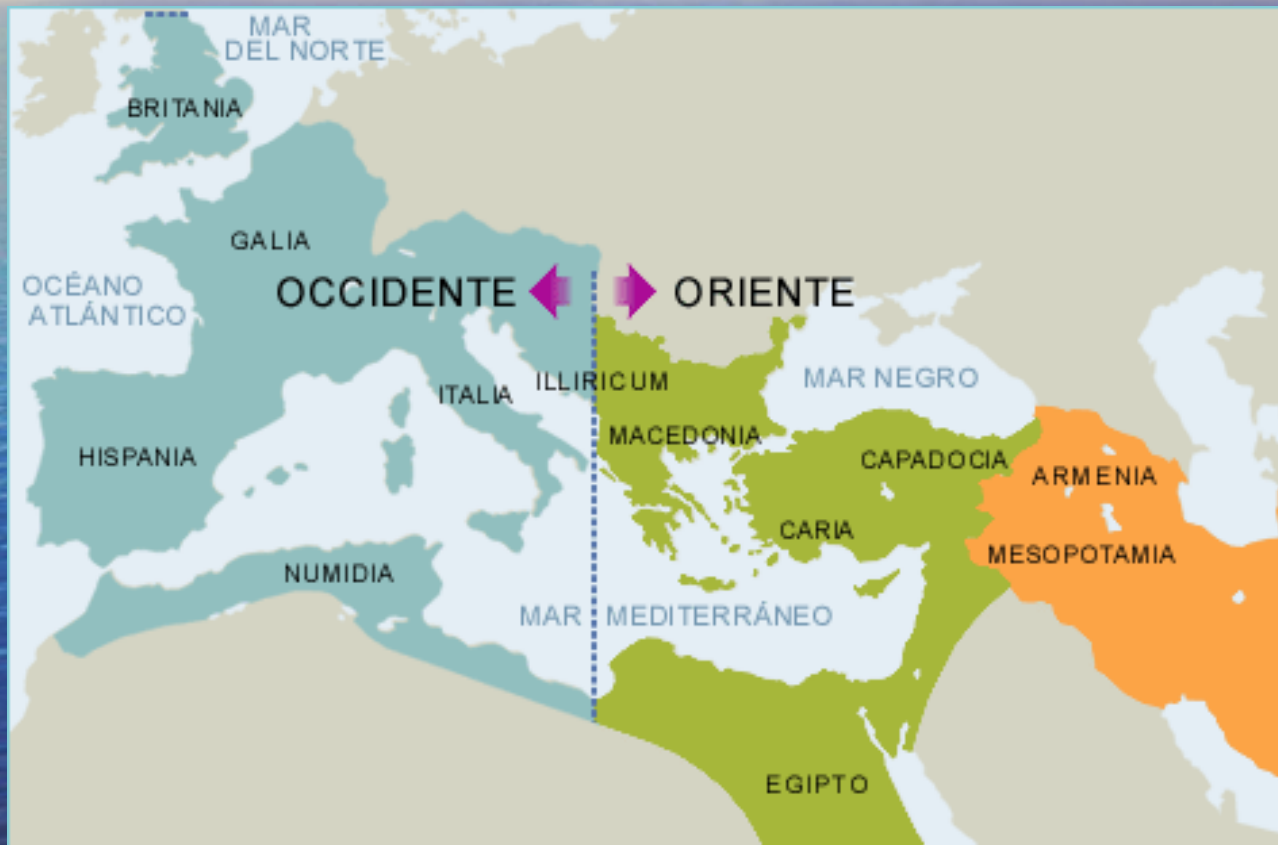 MAR
DEL NORTE
BRITANIA
GALIA
OCCIDENTE
ORIENTE
OCÉANO
ATLÁNTICO
MAR NEGRO
ILLIRICUM
ITALIA
MACEDONIA
HISPANIA
CAPADOCIA
ARMENIA
CARIA
MESOPOTAMIA
NUMIDIA
MAR MEDITERRÁNEO
EGIPTO